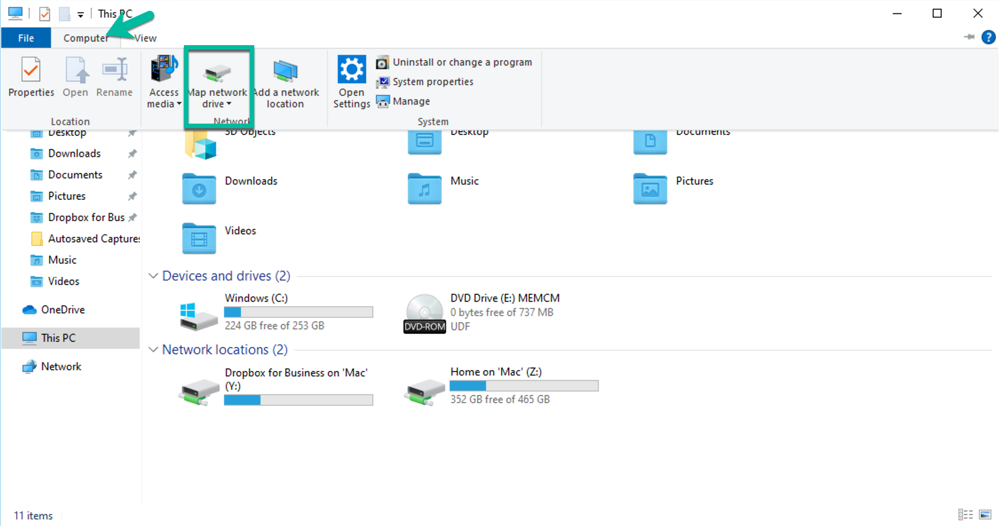 This PC
File
Computer
View
Properties
Open
Rename
Access
media
Map network
drive
Add a network
location
Open
Settings
Uninstall or change a program
System properties
Manage
Location
Network
System
Desktop
Downloads
Documents
Pictures
Dropbox for Bus
Autosaved Captures
Music
Videos
OneDrive
This PC
Network
3D Objects
Desktop
Documents
Downloads
Music
Pictures
Videos
Devices and drives (2)
Windows (C:)
224 GB free of 253 GB
DVD-ROM
DVD Drive (E:) MEMCM
0 bytes free of 737 MB
UDF
Network locations (2)
Dropbox for Business on 'Mac'
(Y:)
Home on 'Mac' (Z:)
352 GB free of 465 GB
11 items